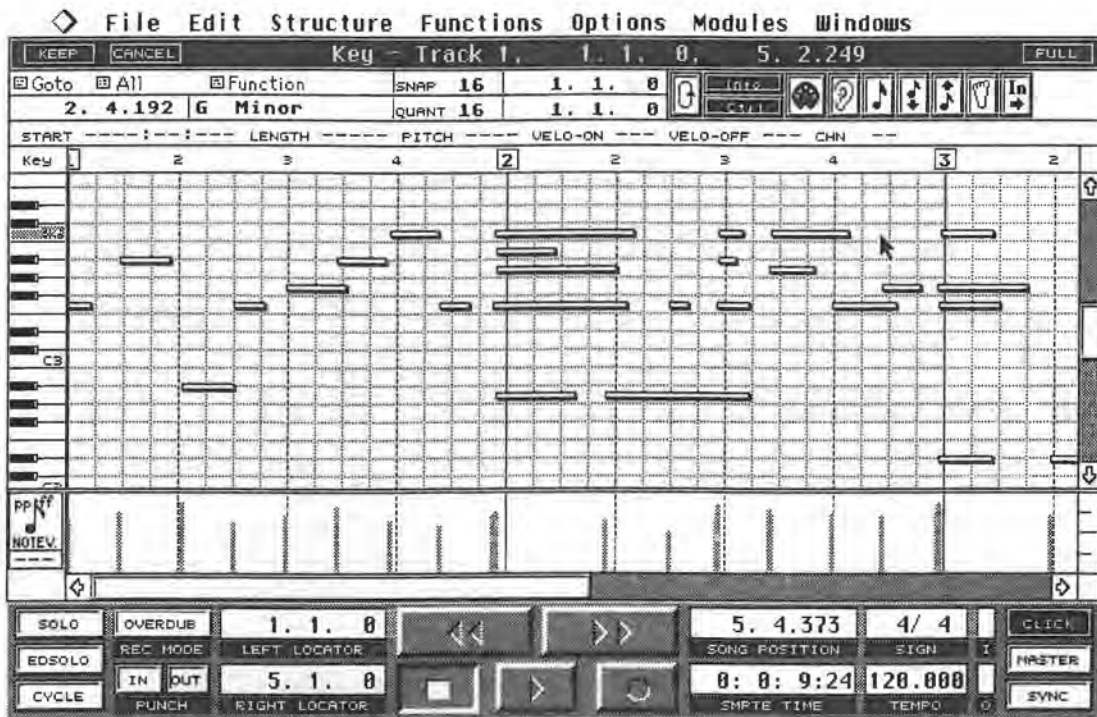 File Edit Structure Functions Options Modules Windows
KEEP CANCEL Key - Track 1, 1. 1. 0, 5. 2.249 FULL
Goto All Function SNAP 16 1. 1. 0 Info In
2. 4.192 G Minor QUANT 16 1. 1. 0 Ctrl
START -----:--:----- LENGTH ----- PITCH ---- VELO-ON --- VELO-OFF --- CHN --
Key 1 2 3 4 2 2 3 4 3 2
C3
PP ff
NOTEV.
---
SOLO OVERDUB 1. 1. 0 5. 4.373 4/ 4 CLICK
REC MODE LEFT LOCATOR SONG POSITION SIGN
EDSOLO MASTER
IN OUT 5. 1. 0 0: 0: 9:24 120.000
CYCLE PUNCH RIGHT LOCATOR SMPTE TIME TEMPO SYNC